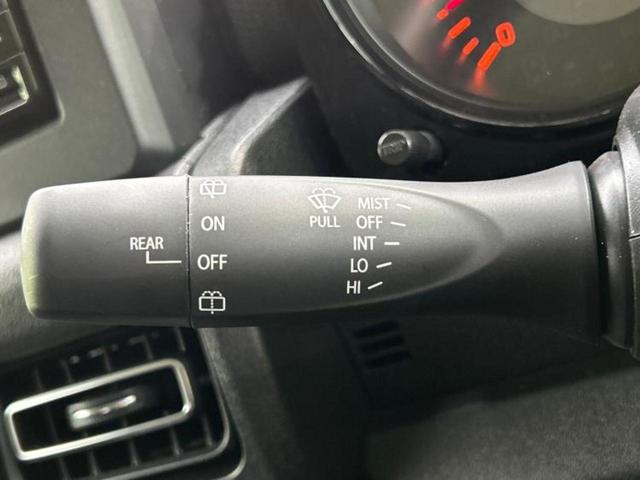 REAR
ON
OFF
PULL
MIST
OFF
INT
LO
HI